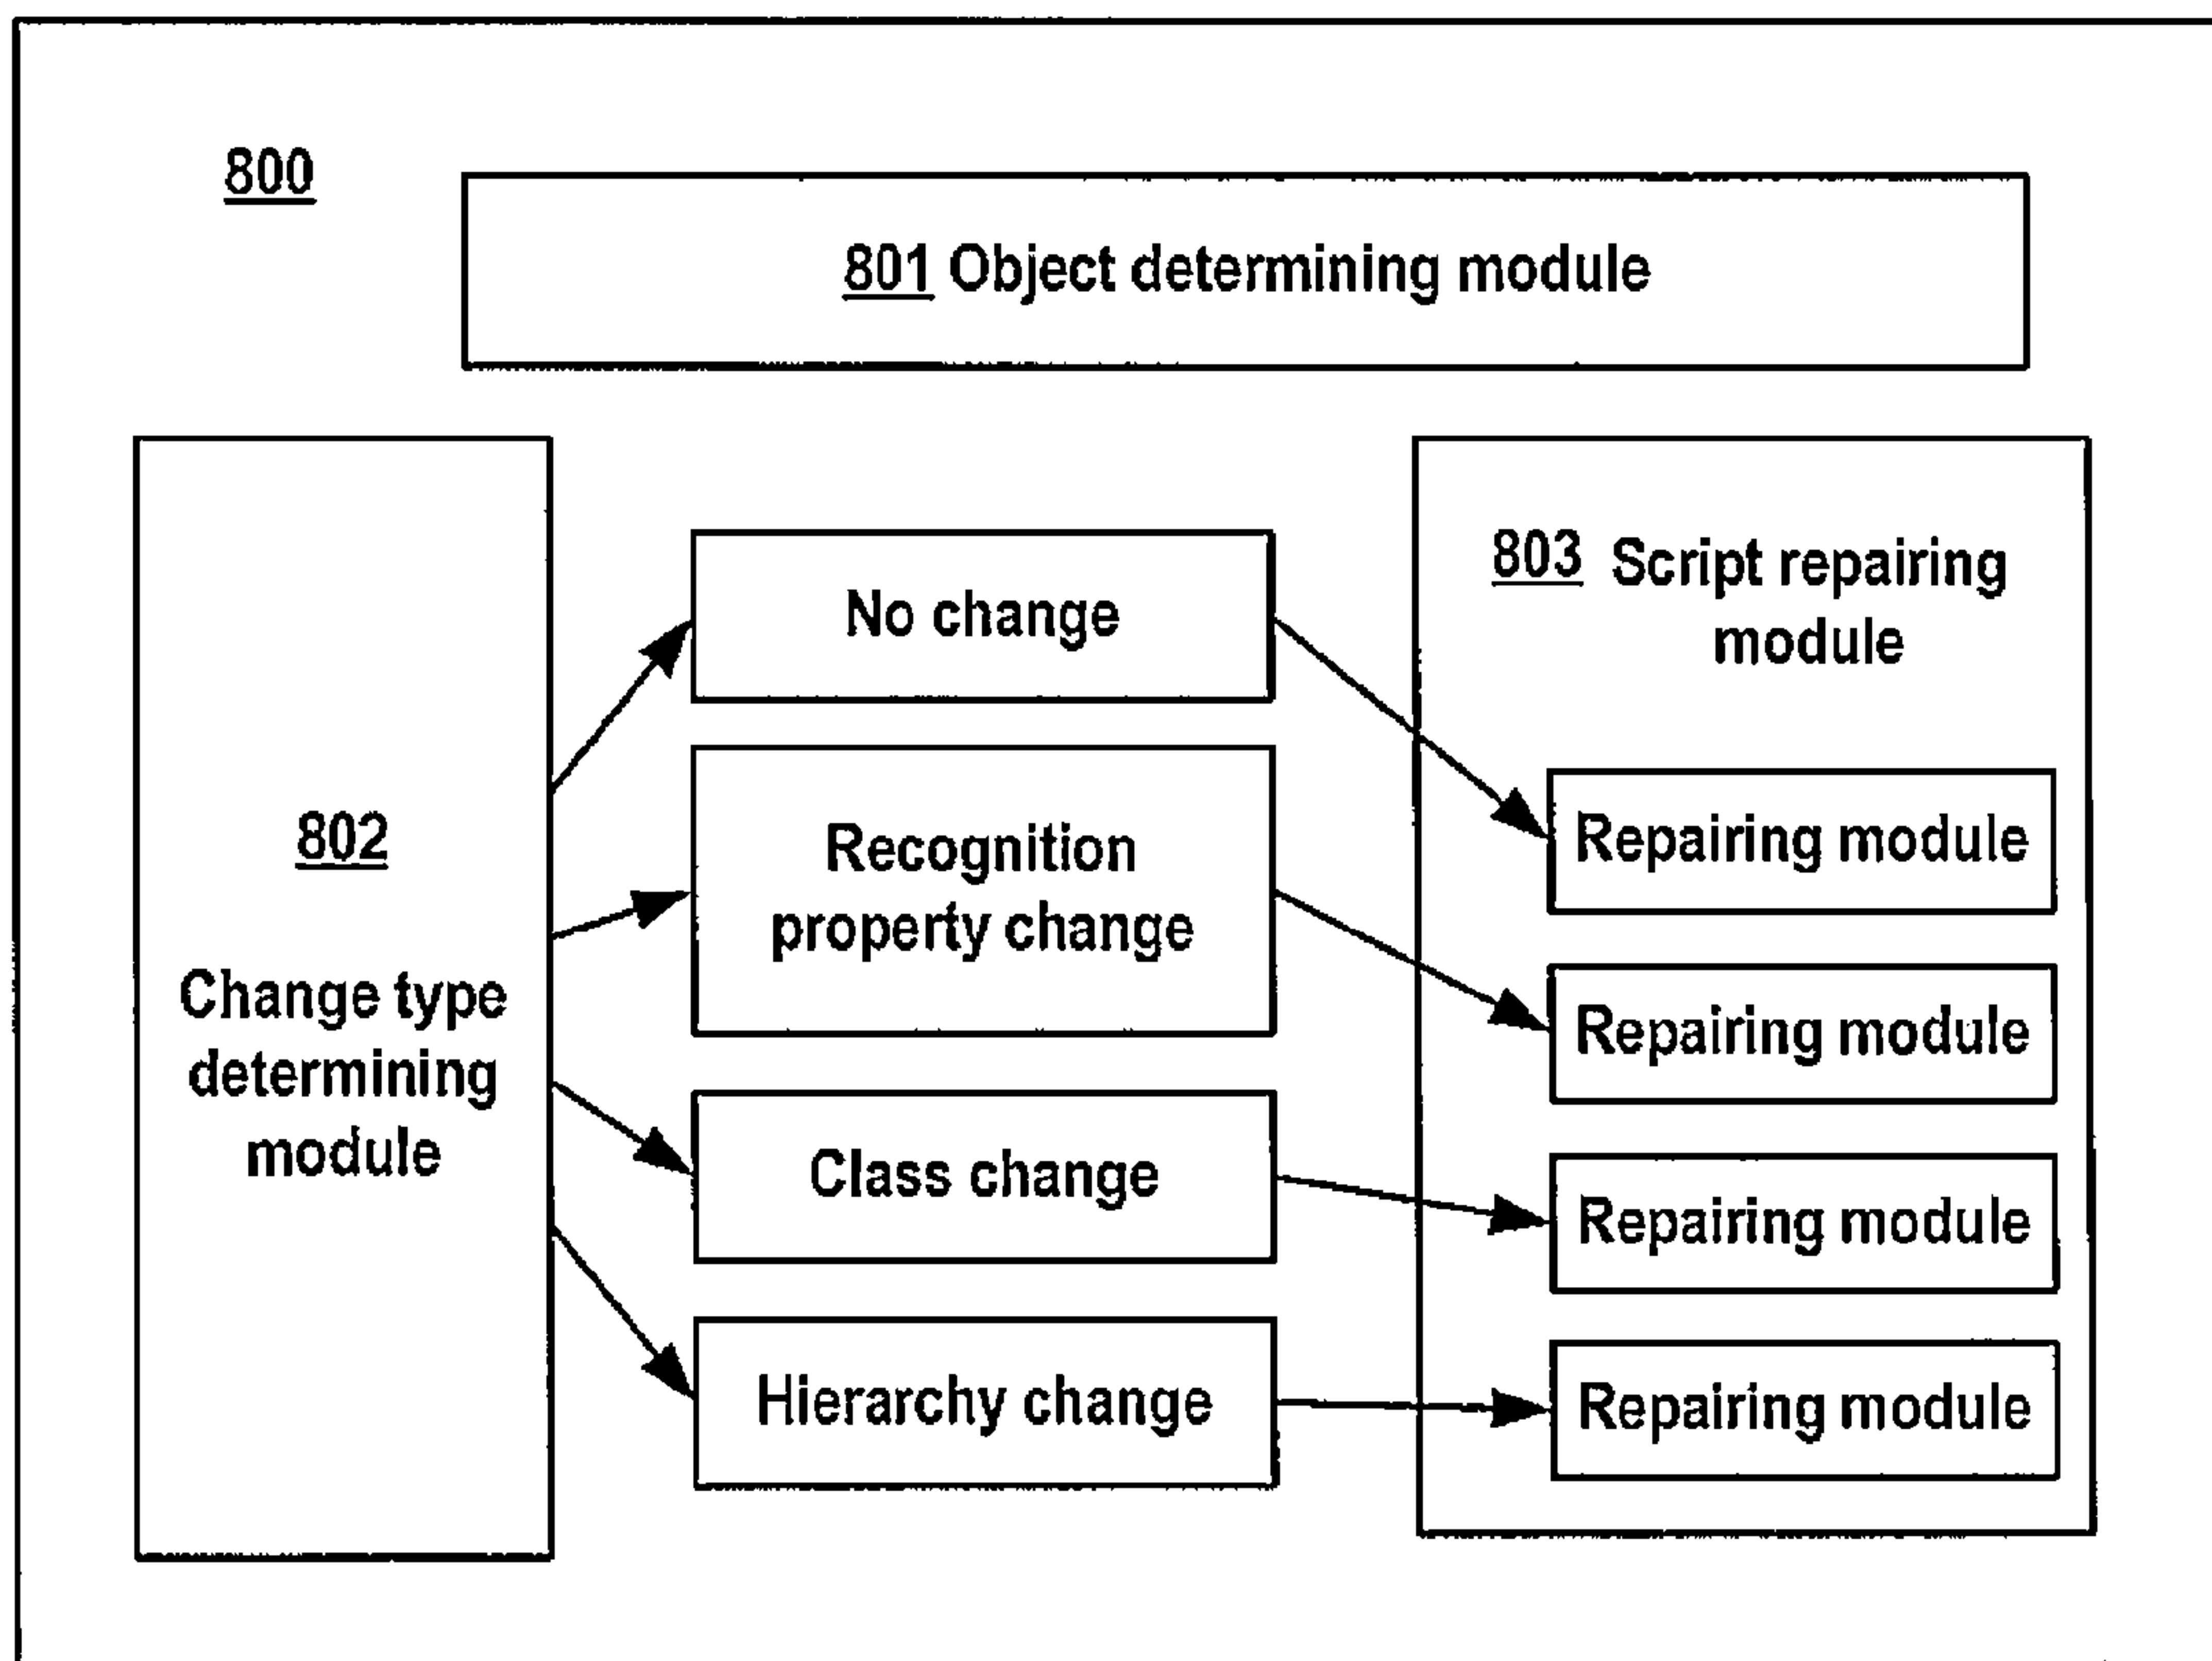 800
801 Object determining module
802
Change type
determining
module
No change
Recognition
property change
Class change
Hierarchy change
803 Script repairing
module
Repairing module
Repairing module
Repairing module
Repairing module